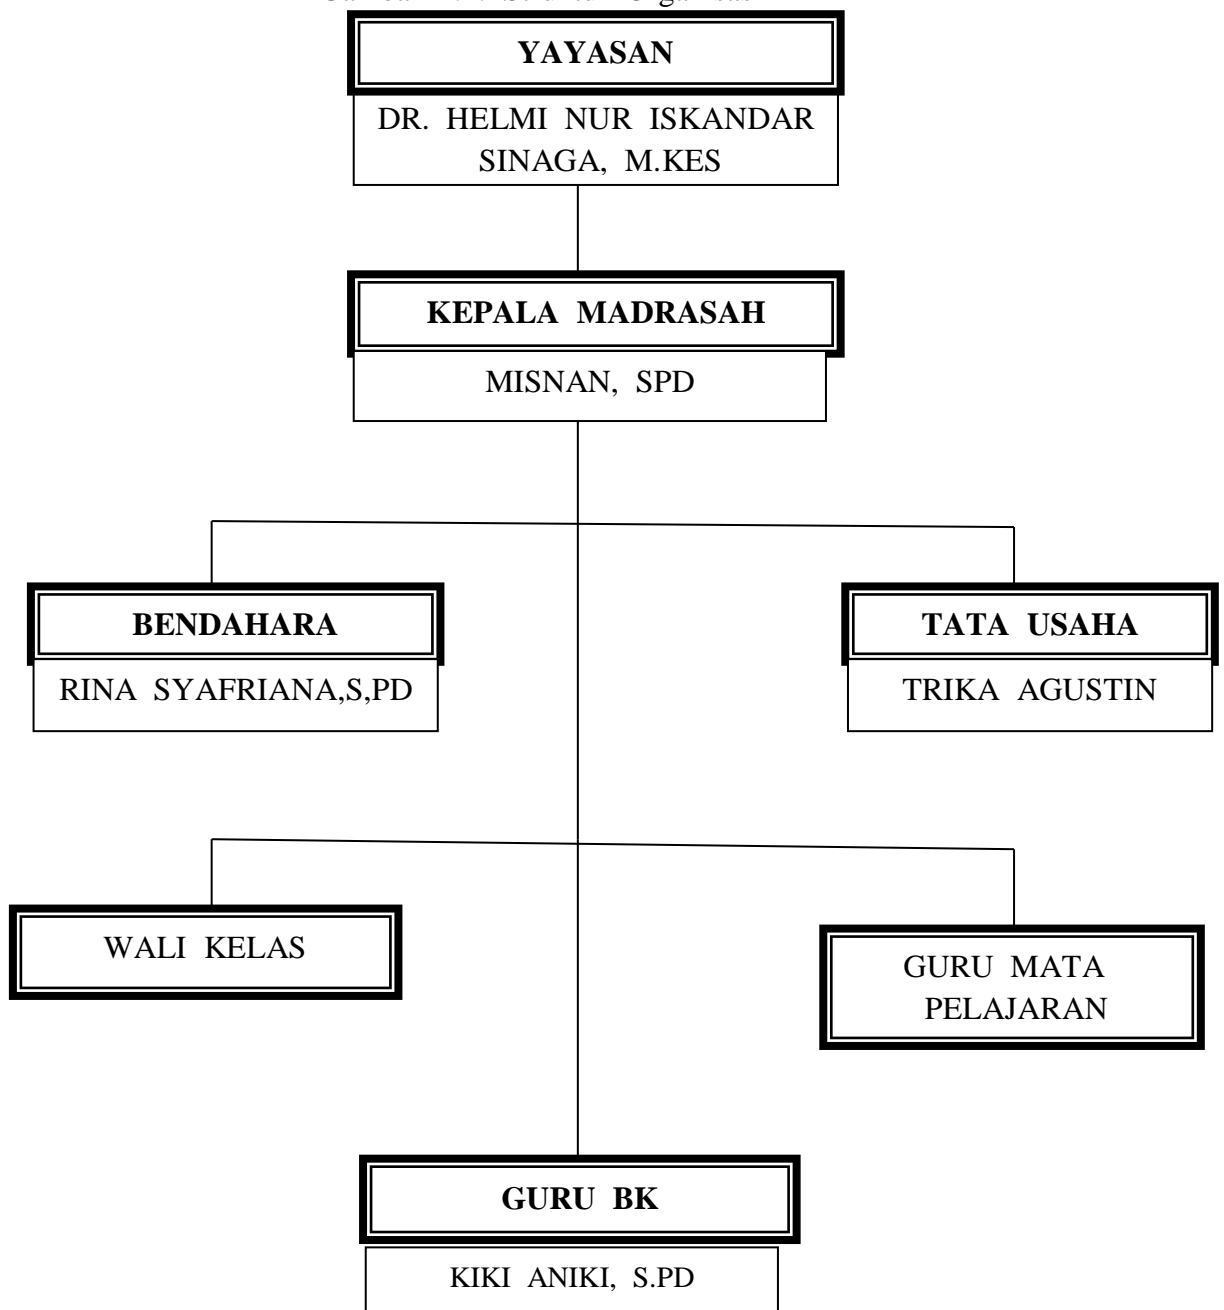 YAYASAN
DR. HELMI NUR ISKANDAR
SINAGA, M.KES
KEPALA MADRASAH
MISNAN, SPD
BENDAHARA
TATA USAHA
RINA SYAFRIANA,S,PD
TRIKA AGUSTIN
WALI KELAS
GURU MATA
PELAJARAN
GURU BK
KIKI ANIKI, S.PD